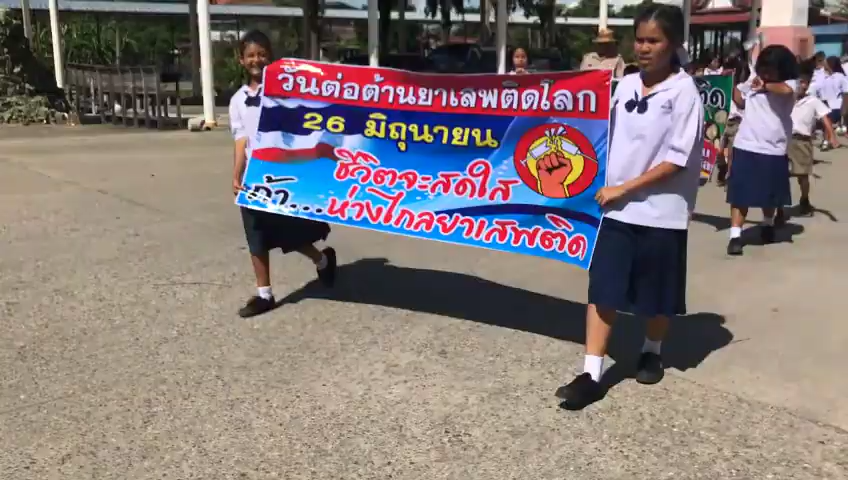 วันต่อต้านยาเสพติดโลก
26 มิถุนายน
ชีวิตจะสดใส
ถ้า...ห่างไกลยาเสพติด